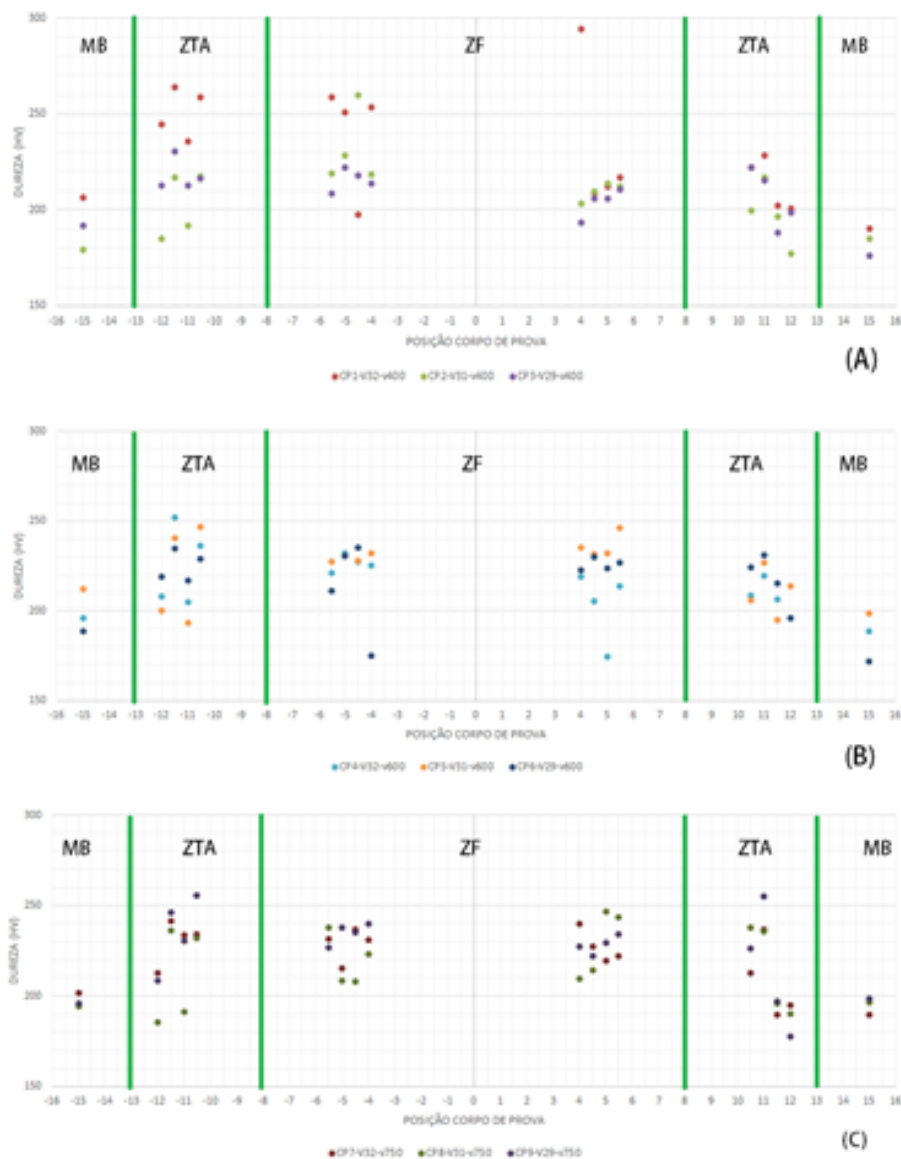 300
MB ZTA ZF ZTA MB
250
DUREZA (HV)
200
150
-16 -15 -14 -13 -12 -11 -10 -9 -8 -7 -6 -5 -4 -3 -2 -1 0 1 2 3 4 5 6 7 8 9 10 11 12 13 14 15 16
POSIÇÃO CORPO DE PROVA
(A)
CP1-V32-v400 CP2-V31-v400 CP3-V29-v400
300
MB ZTA ZF ZTA MB
250
DUREZA (HV)
200
150
-16 -15 -14 -13 -12 -11 -10 -9 -8 -7 -6 -5 -4 -3 -2 -1 0 1 2 3 4 5 6 7 8 9 10 11 12 13 14 15 16
POSIÇÃO CORPO DE PROVA
(B)
CP4-V32-v600 CP5-V31-v600 CP6-V29-v600
300
MB ZTA ZF ZTA MB
250
DUREZA (HV)
200
150
-16 -15 -14 -13 -12 -11 -10 -9 -8 -7 -6 -5 -4 -3 -2 -1 0 1 2 3 4 5 6 7 8 9 10 11 12 13 14 15 16
POSIÇÃO CORPO DE PROVA
(C)
CP7-V32-v750 CP8-V31-v750 CP9-V29-v750